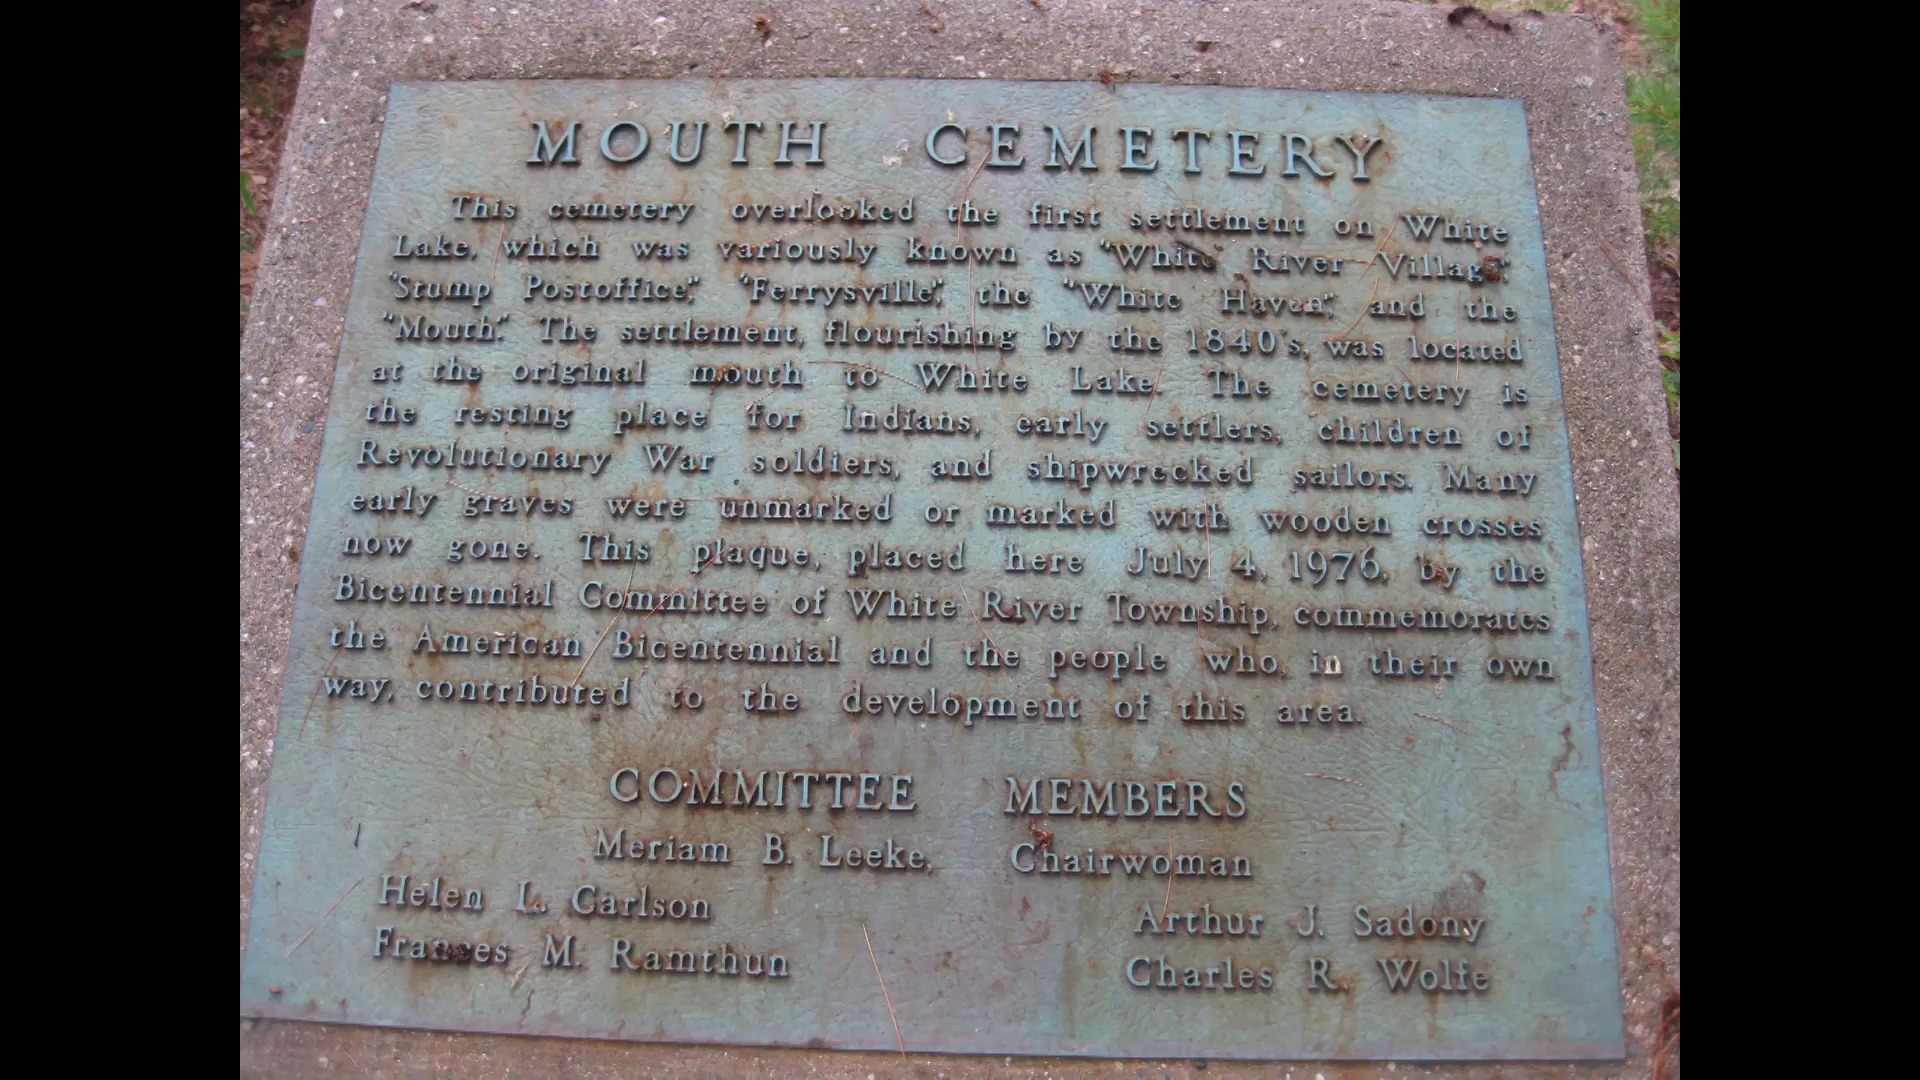 MOUTH CEMETERY
This cemetery overlooked the first settlement on White
Lake, which was variously known as "White River Village",
"Stump Postoffice", "Ferrysville", the "White Haven", and the
"Mouth". The settlement, flourishing by the 1840's, was located
at the original mouth to White Lake. The cemetery is
the resting place for Indians, early settlers, children of
Revolutionary War soldiers, and shipwrecked sailors. Many
early graves were unmarked or marked with wooden crosses
now gone. This plaque, placed here July 4, 1976, by the
Bicentennial Committee of White River Township, commemorates
the American Bicentennial and the people who, in their own
way, contributed to the development of this area.
COMMITTEE MEMBERS
Meriam B. Leeke, Chairwoman
Helen L. Carlson Arthur J. Sadony
Frances M. Ramthun Charles R. Wolfe